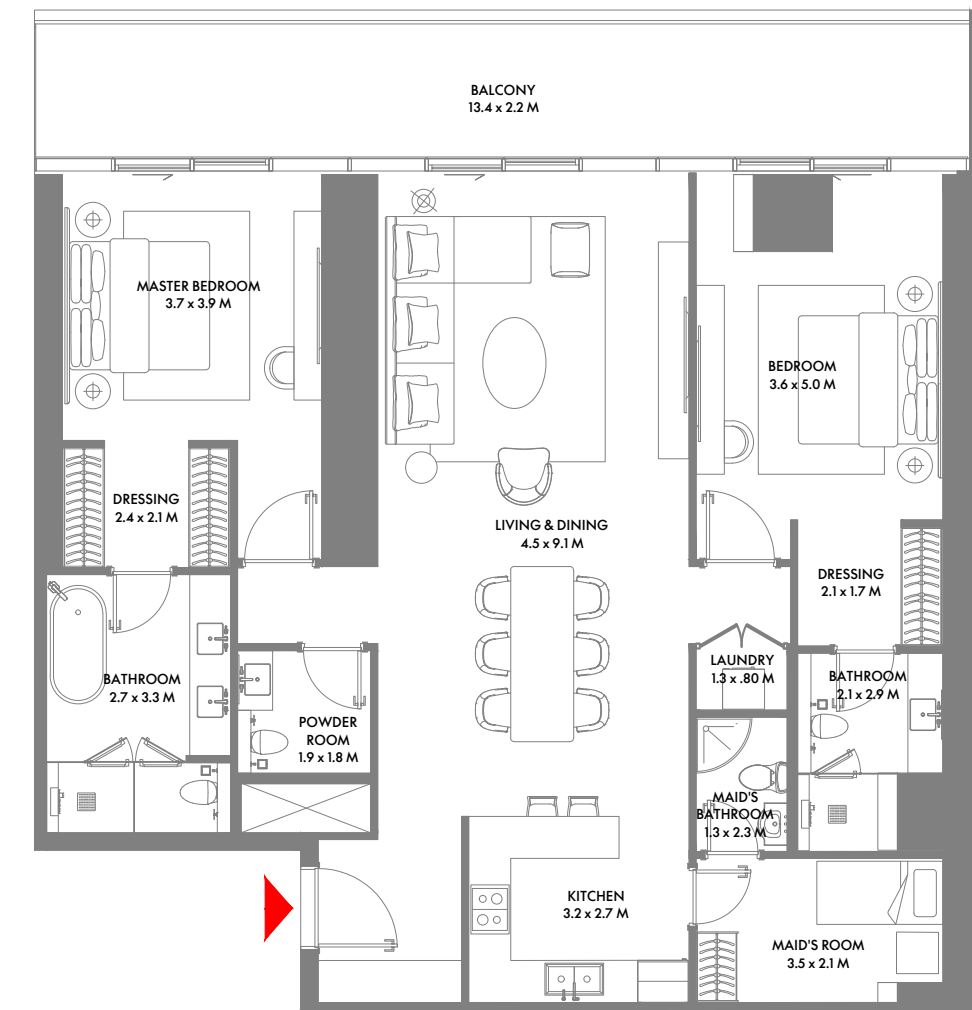 BALCONY
13.4 x 2.2 M
MASTER BEDROOM
3.7 x 3.9 M
BEDROOM
3.6 x 5.0 M
DRESSING
2.4 x 2.1 M
LIVING & DINING
4.5 x 9.1 M
DRESSING
2.1 x 1.7 M
LAUNDRY
1.3 x .80 M
BATHROOM
2.7 x 3.3 M
BATHROOM
2.1 x 2.9 M
POWDER
ROOM
1.9 x 1.8 M
MAID'S
BATHROOM
1.3 x 2.3 M
KITCHEN
3.2 x 2.7 M
MAID'S ROOM
3.5 x 2.1 M